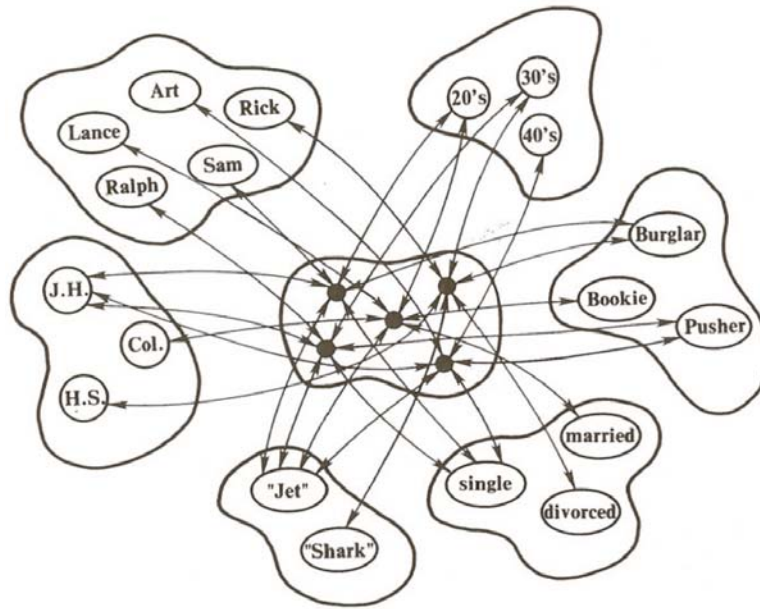 Art
Rick
Lance
Sam
Ralph
20's
30's
40's
Burglar
Bookie
Pusher
J.H.
Col.
H.S.
"Jet"
"Shark"
married
single
divorced